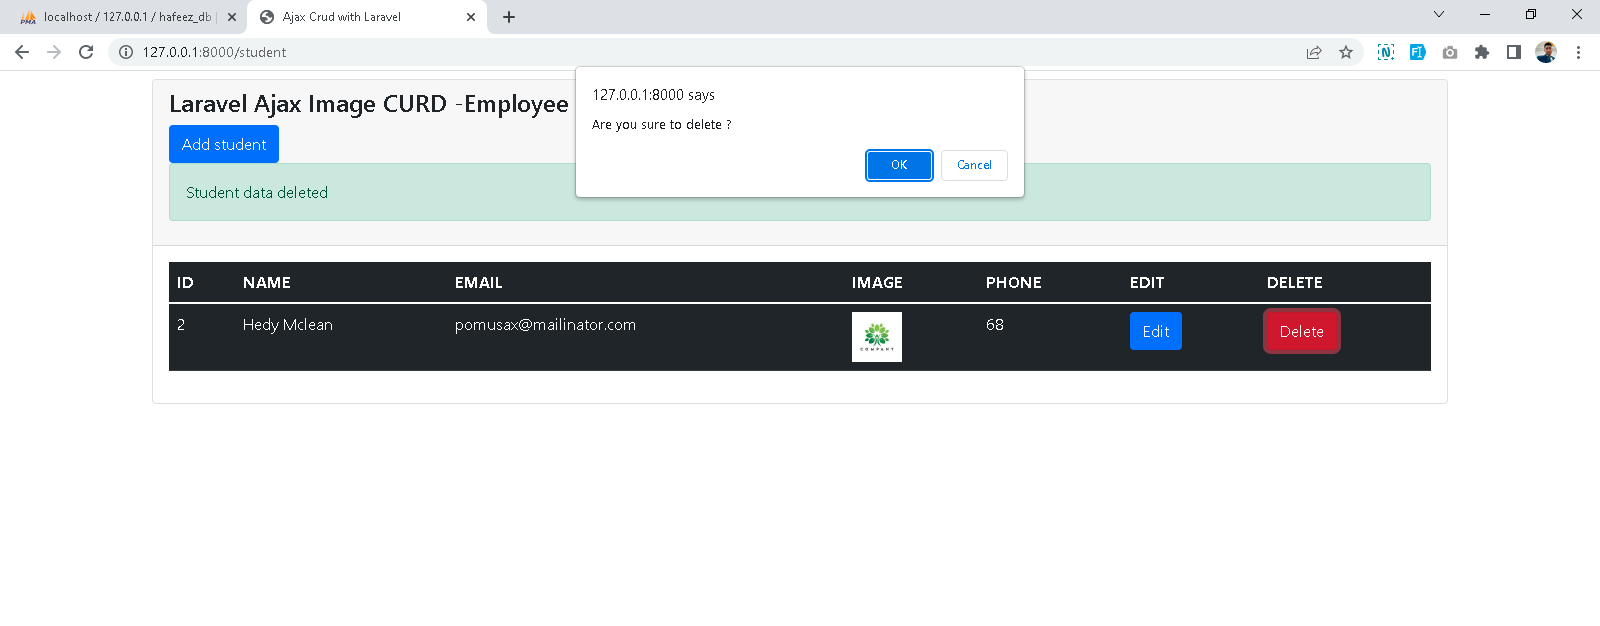 localhost / 127.0.0.1 / hafeez_db
Ajax Crud with Laravel
127.0.0.1:8000/student
127.0.0.1:8000 says
Are you sure to delete ?
OK Cancel
Laravel Ajax Image CURD -Employee
Add student
Student data deleted
ID NAME EMAIL IMAGE PHONE EDIT DELETE
2 Hedy Mclean pomusax@mailinator.com COMPANY 68 Edit Delete